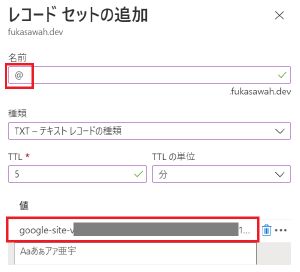 レコード セットの追加
fukasawah.dev
名前
@
.fukasawah.dev
種類
TXT – テキスト レコードの種類
TTL * TTL の単位
5 分
値
google-site-v 1...
Aaあぁアァ亜宇